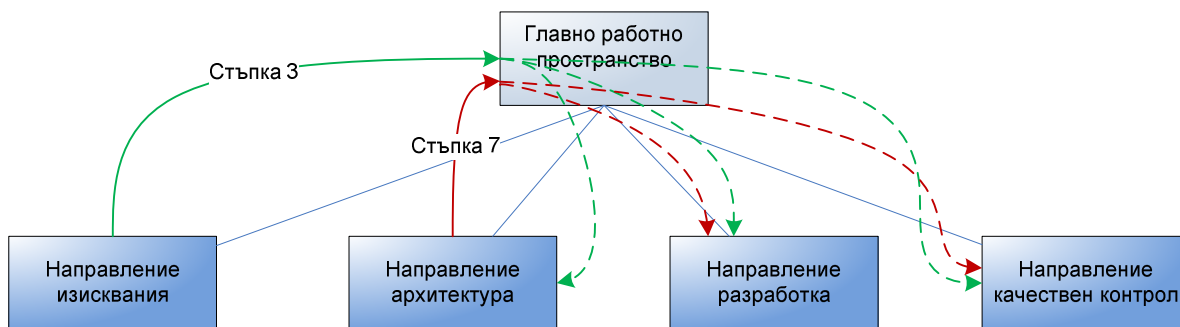 Главно работно
пространство
Стъпка 3
Стъпка 7
Направление
изисквания
Направление
архитектура
Направление
разработка
Направление
качествен контрол